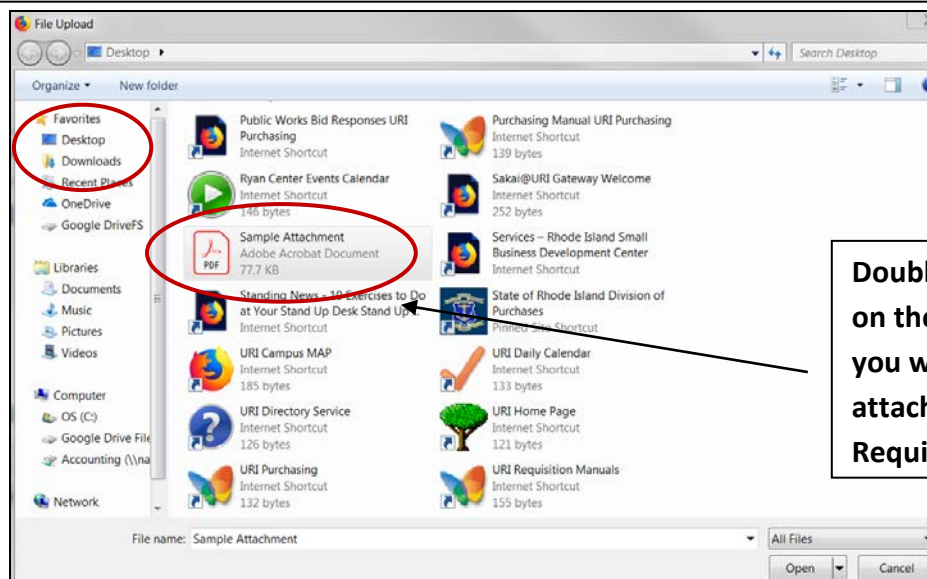 File Upload
Desktop
Search Desktop
Organize
New folder
Favorites
Desktop
Downloads
Recent Places
OneDrive
Google DriveFS
Libraries
Documents
Music
Pictures
Videos
Computer
OS (C:)
Google Drive File
Accounting (\\na
Network
Public Works Bid Responses URI
Purchasing
Internet Shortcut
Purchasing Manual URI Purchasing
Internet Shortcut
139 bytes
Ryan Center Events Calendar
Internet Shortcut
146 bytes
Sakai@URI Gateway Welcome
Internet Shortcut
252 bytes
PDF
Sample Attachment
Adobe Acrobat Document
77.7 KB
Services – Rhode Island Small
Business Development Center
Internet Shortcut
Standing News - 10 Exercises to Do
at Your Stand Up Desk Stand Up
Internet Shortcut
State of Rhode Island Division of
Purchases
Pinned Site Shortcut
URI Campus MAP
Internet Shortcut
185 bytes
URI Daily Calendar
Internet Shortcut
133 bytes
URI Directory Service
Internet Shortcut
126 bytes
URI Home Page
Internet Shortcut
121 bytes
URI Purchasing
Internet Shortcut
132 bytes
URI Requisition Manuals
Internet Shortcut
155 bytes
Doubl
on the
you w
attach
Requi
File name: Sample Attachment
All Files
Open
Cancel